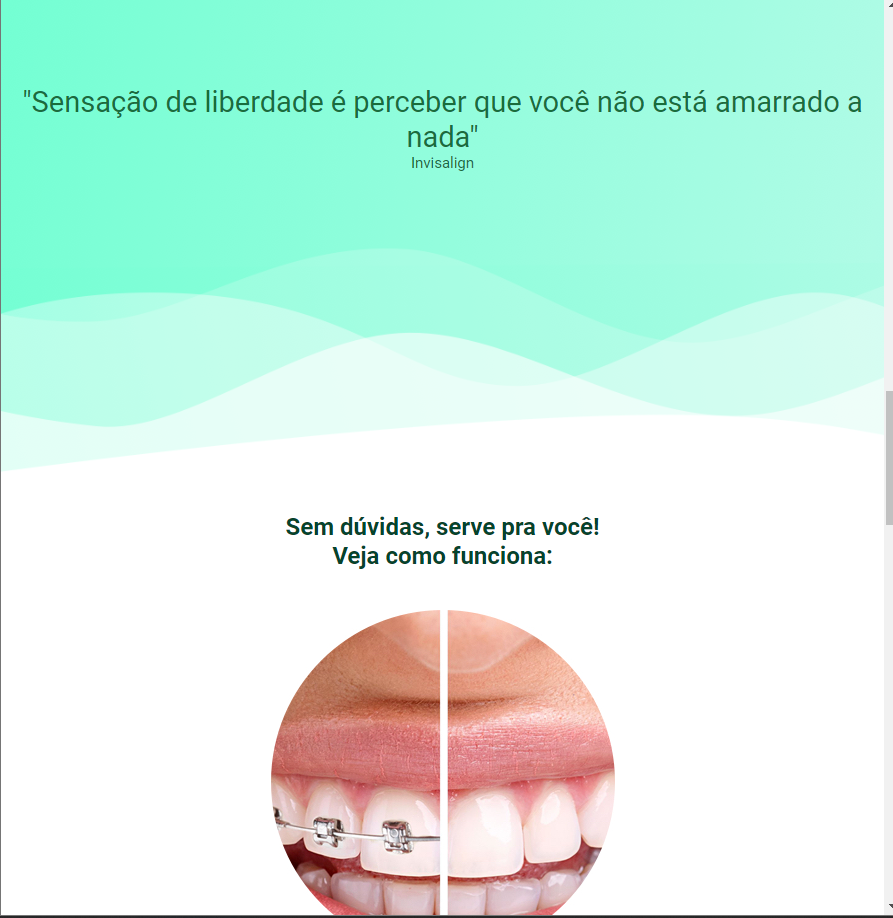 "Sensação de liberdade é perceber que você não está amarrado a
nada"
Invisalign
Sem dúvidas, serve pra você!
Veja como funciona: